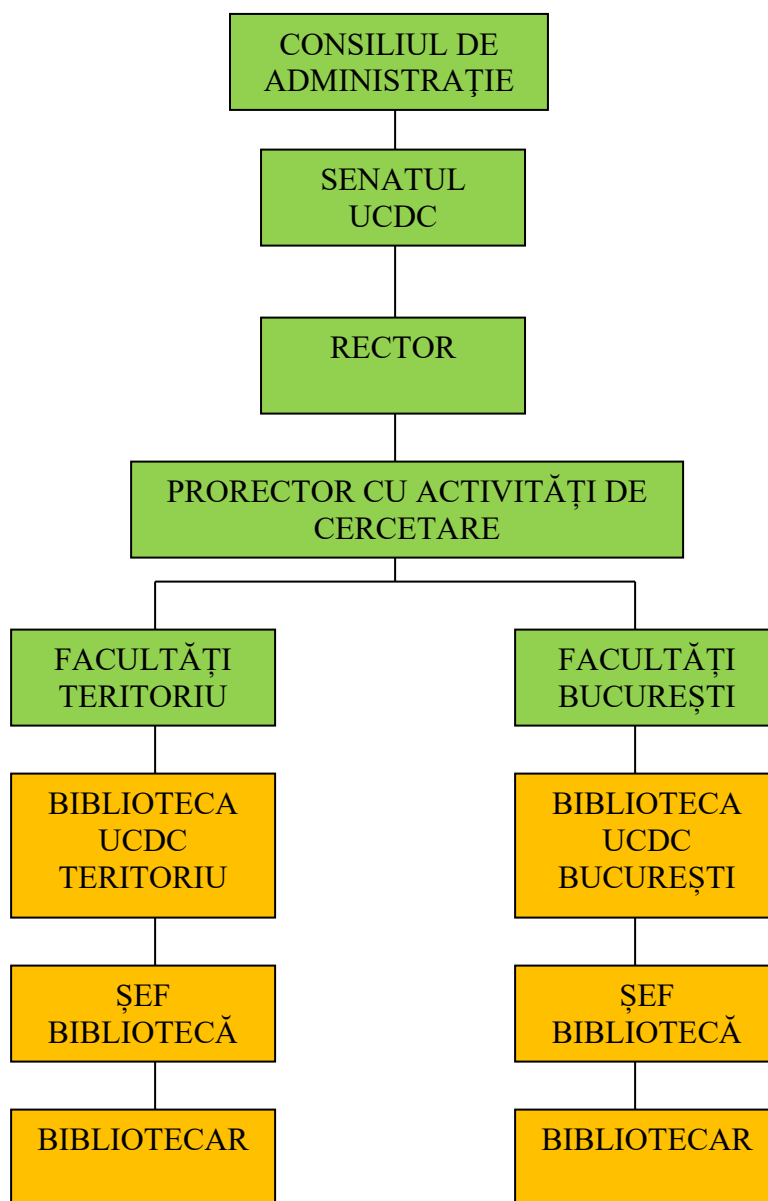 CONSILIUL DE
ADMINISTRAŢIE
SENATUL
UCDC
RECTOR
PRORECTOR CU ACTIVITĂȚI DE
CERCETARE
FACULTĂȚI
TERITORIU
FACULTĂȚI
BUCUREȘTI
BIBLIOTECA
UCDC
TERITORIU
BIBLIOTECA
UCDC
BUCUREȘTI
ȘEF
BIBLIOTECĂ
ȘEF
BIBLIOTECĂ
BIBLIOTECAR
BIBLIOTECAR